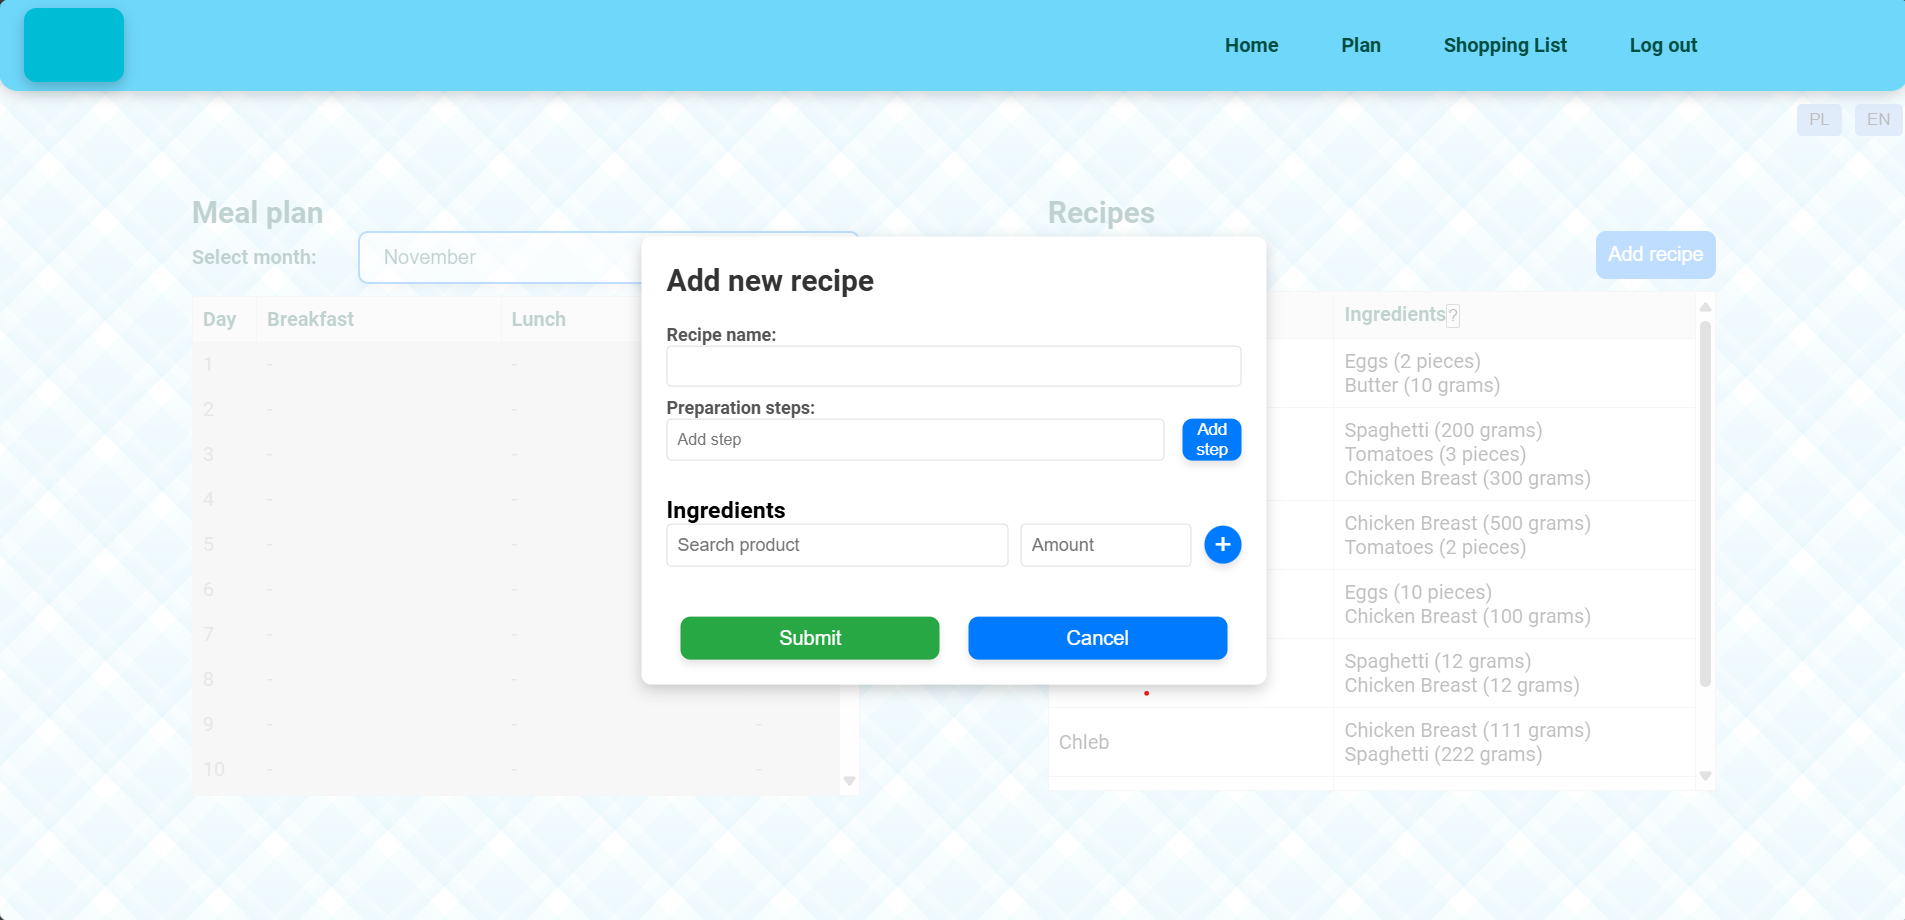 Home Plan Shopping List Log out
PL EN
Meal plan
Select month: November
Day Breakfast Lunch
1 - -
2 - -
3 - -
4 - -
5 - -
6 - -
7 - -
8 - -
9 - - -
10 - - -
Recipes
Add recipe
Ingredients?
Eggs (2 pieces)
Butter (10 grams)
Spaghetti (200 grams)
Tomatoes (3 pieces)
Chicken Breast (300 grams)
Chicken Breast (500 grams)
Tomatoes (2 pieces)
Eggs (10 pieces)
Chicken Breast (100 grams)
Spaghetti (12 grams)
Chicken Breast (12 grams)
Chleb
Chicken Breast (111 grams)
Spaghetti (222 grams)
Add new recipe
Recipe name:
Preparation steps:
Add step
Add
step
Ingredients
Search product Amount +
Submit Cancel